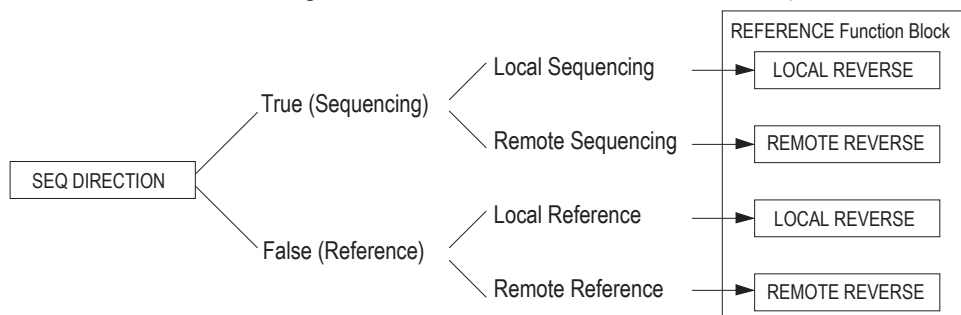 REFERENCE Function Block
Local Sequencing
LOCAL REVERSE
True (Sequencing)
Remote Sequencing
REMOTE REVERSE
SEQ DIRECTION
Local Reference
LOCAL REVERSE
False (Reference)
Remote Reference
REMOTE REVERSE